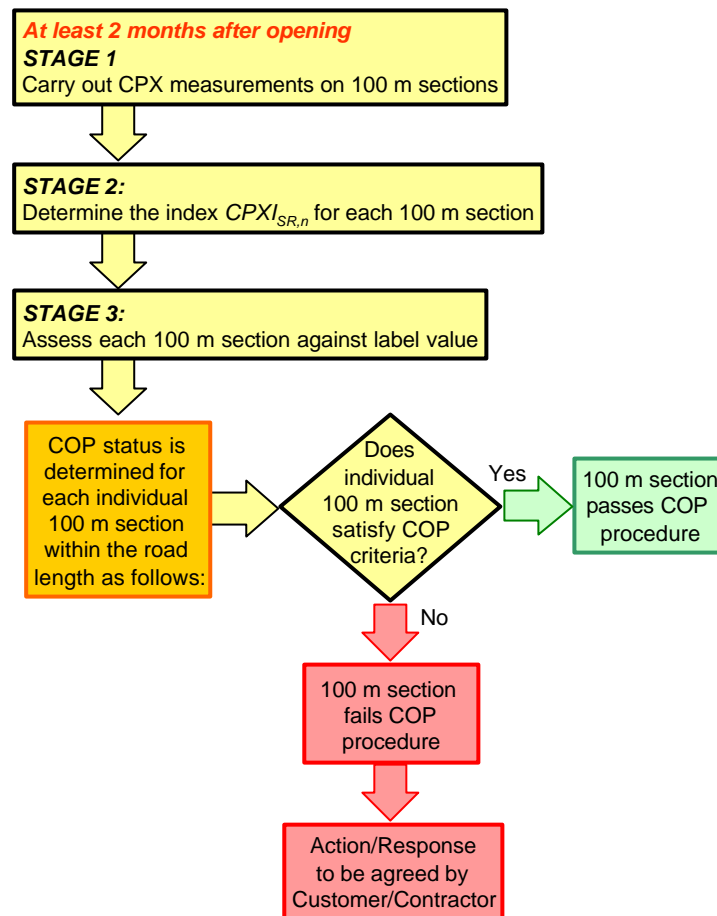 At least 2 months after opening
STAGE 1
Carry out CPX measurements on 100 m sections
STAGE 2:
Determine the index CPXI_SR,n for each 100 m section
STAGE 3:
Assess each 100 m section against label value
COP status is
determined for
each individual
100 m section
within the road
length as follows:
Does
individual
100 m section
satisfy COP
criteria?
Yes
100 m section
passes COP
procedure
No
100 m section
fails COP
procedure
Action/Response
to be agreed by
Customer/Contractor